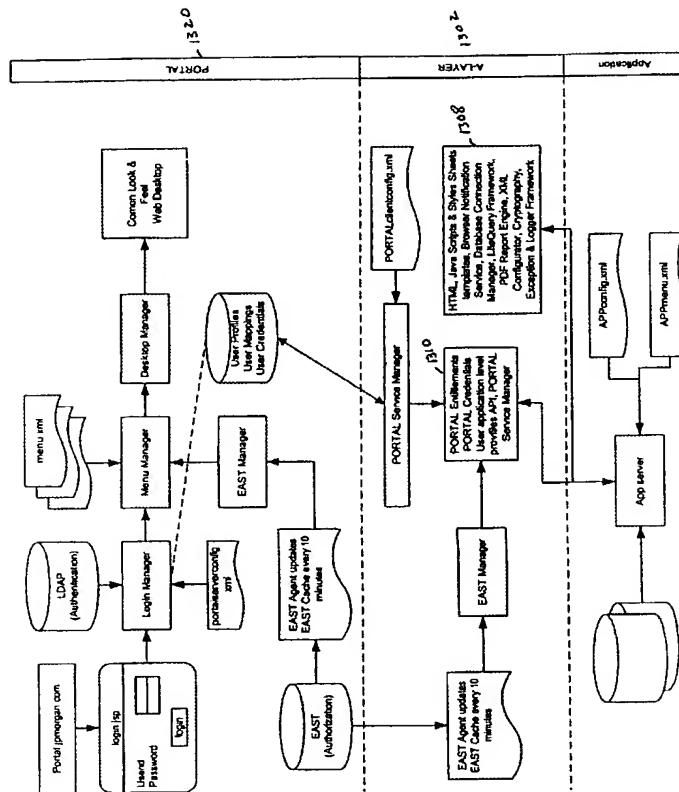 1320
1302
PORTAL
A-LAYER
Application
Portal jpmorgan com
login jsp
Userid
Password
login
LDAP
(Authentication)
Login Manager
portalserverconfig
xml
menu xml
Menu Manager
EAST Manager
Desktop Manager
Comon Look &
Feel
Web Desktop
User Profiles
User Mappings
User Credentials
EAST
(Authorization)
EAST Agent updates
EAST Cache every 10
minutes
PORTALclientconfig.xml
PORTAL Service Manager
1308
HTML, Java Scripts & Styles Sheets
templates, Browser Notification
Service, Database Connection
Manager, LiteQuery Framework,
PDF Report Engine, XML
Configurator, Cryptography,
Exception & Logger Framework
1310
PORTAL Entitlements
PORTAL Credentials
User application level
provfiles API, PORTAL
Service Manager
EAST Manager
EAST Agent updates
EAST Cache every 10
minutes
APPconfig.xml
APPmenu.xml
App server